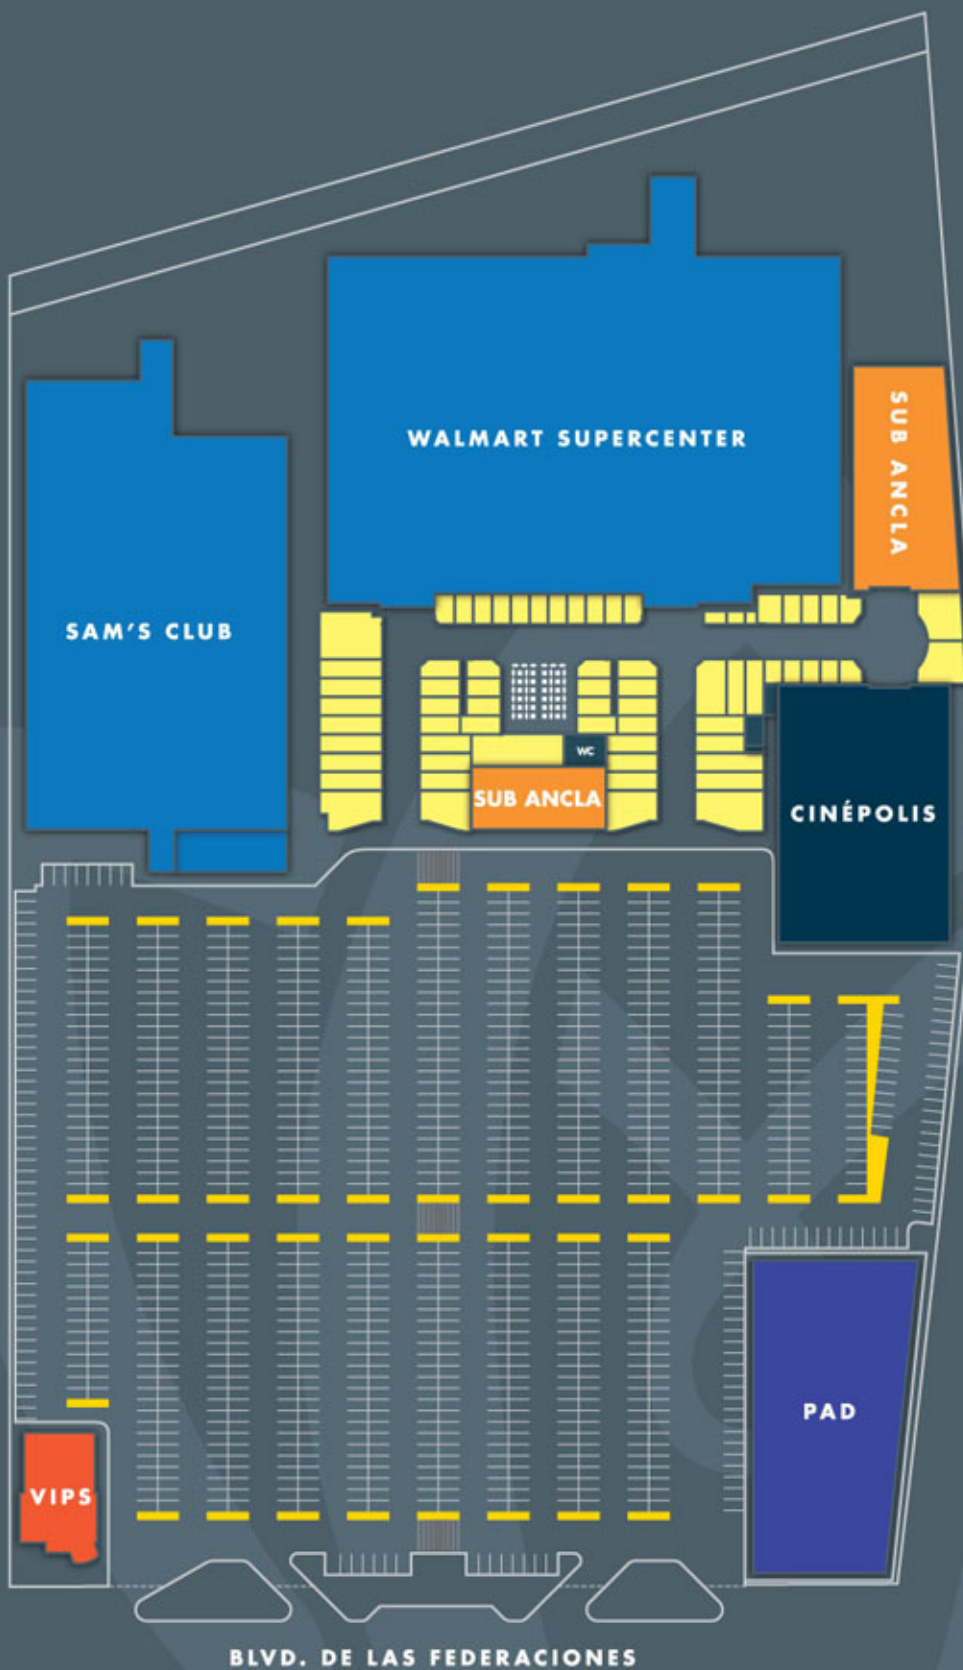 WALMART SUPERCENTER
SUB ANCLA
SAM'S CLUB
WC
SUB ANCLA
CINÉPOLIS
PAD
VIPS
BLVD. DE LAS FEDERACIONES